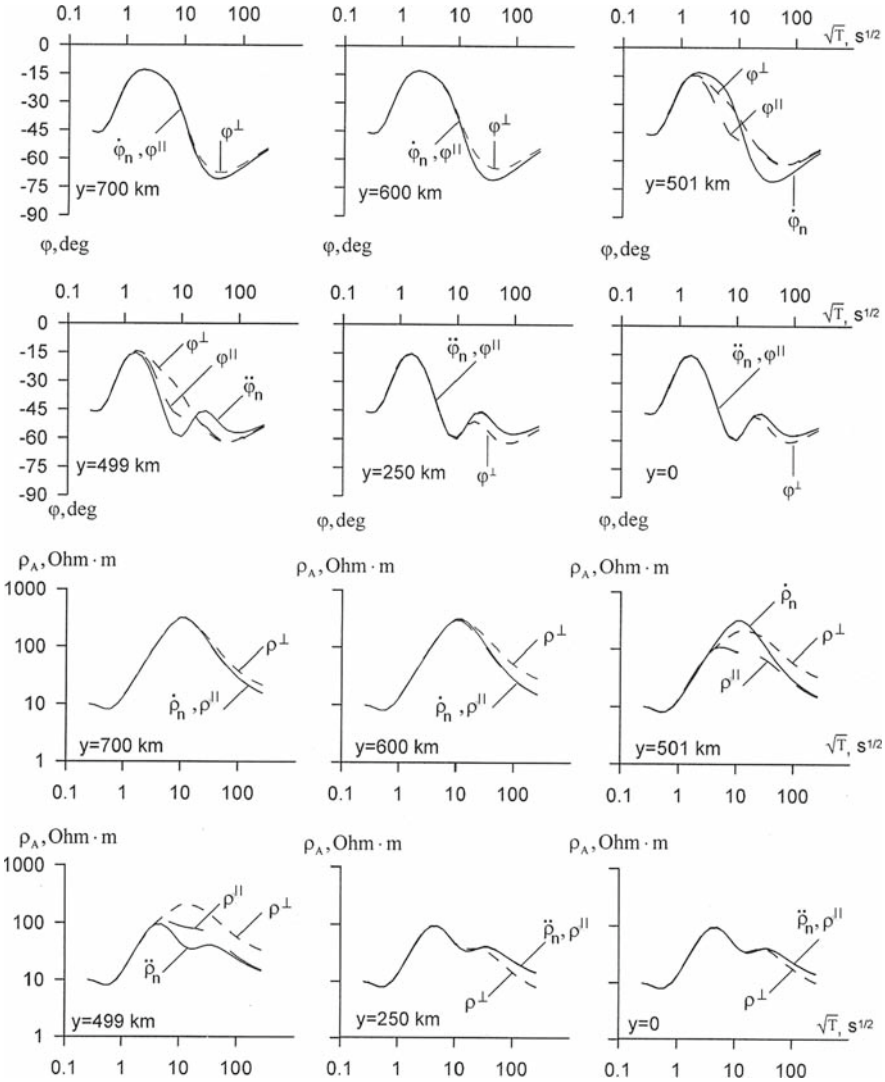 0.1 1 10 100 0.1 1 10 100 0.1 1 10 100 √T, s1/2
0
-15
-30
-45
-60
-75
-90
φ̇n , φ|| φ⊥
φ̇n , φ|| φ⊥
φ⊥
φ||
φ̇n
y=700 km y=600 km y=501 km
φ, deg φ, deg φ, deg
0.1 1 10 100 0.1 1 10 100 0.1 1 10 100 √T, s1/2
0
-15
-30
-45
-60
-75
-90
φ⊥
φ||
φ̈n
φ̈n, φ||
φ⊥
φ̈n, φ||
φ⊥
y=499 km y=250 km y=0
φ, deg φ, deg φ, deg
ρA, Ohm · m ρA, Ohm · m ρA, Ohm · m
1000
100
10
1
ρ⊥
ρ̇n , ρ||
ρ⊥
ρ̇n , ρ||
ρ̇n
ρ⊥
ρ||
y=700 km y=600 km y=501 km √T, s1/2
0.1 1 10 100 0.1 1 10 100 0.1 1 10 100
ρA, Ohm · m ρA, Ohm · m ρA, Ohm · m
1000
100
10
1
ρ||
ρ⊥
ρ̈n
ρ̈n, ρ||
ρ⊥
ρ̈n, ρ||
ρ⊥
y=499 km y=250 km y=0 √T, s1/2
0.1 1 10 100 0.1 1 10 100 0.1 1 10 100